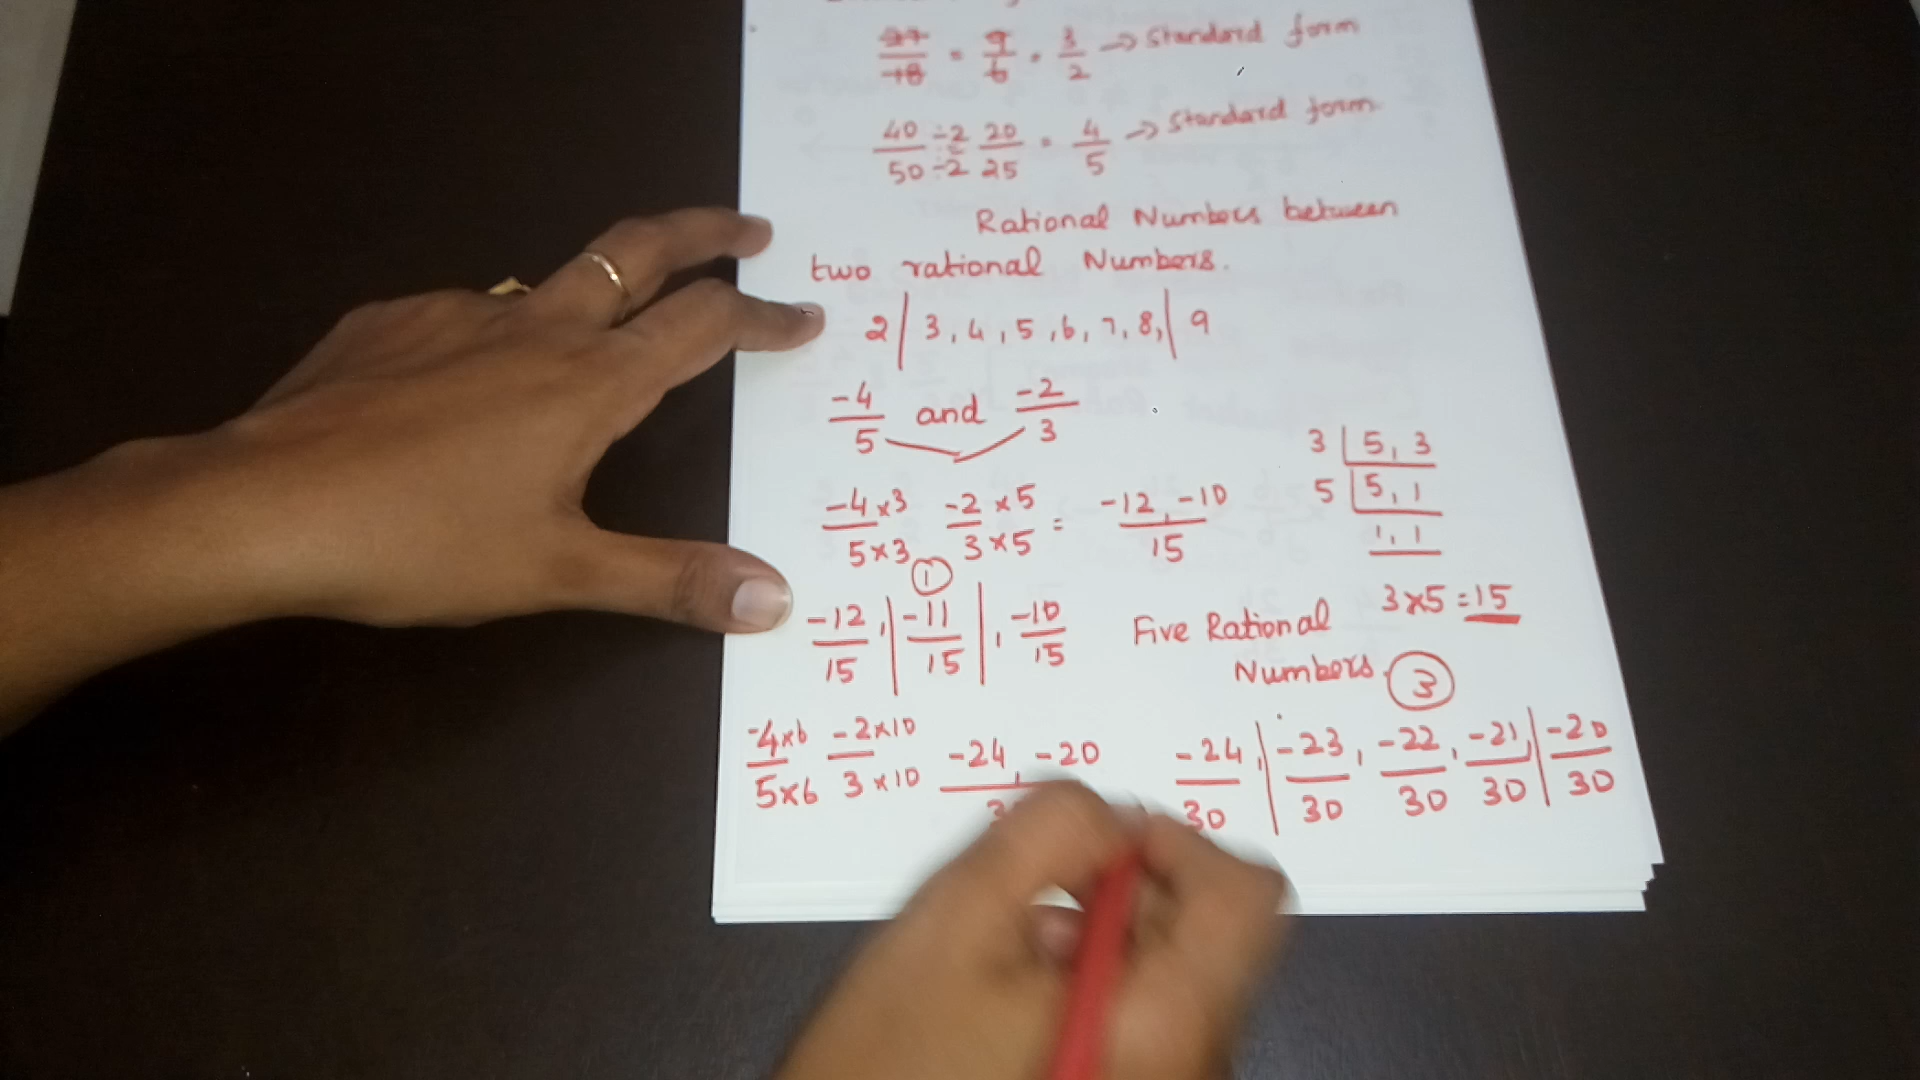 27/18 = 9/6 = 3/2 → Standard form
40/50 ÷2/÷2 = 20/25 = 4/5 → Standard form
Rational Numbers between
two rational Numbers.
2 | 3, 4, 5, 6, 7, 8, | 9
-4/5 and -2/3
3 | 5, 3
5 | 5, 1
1, 1
-4×3/5×3 -2×5/3×5 = -12, -10/15
3×5 = 15
①
-12/15, | -11/15 |, -10/15
Five Rational
Numbers. ③
-4×6/5×6 -2×10/3×10 -24, -20
-24/30, | -23/30, -22/30, -21/30, | -20/30